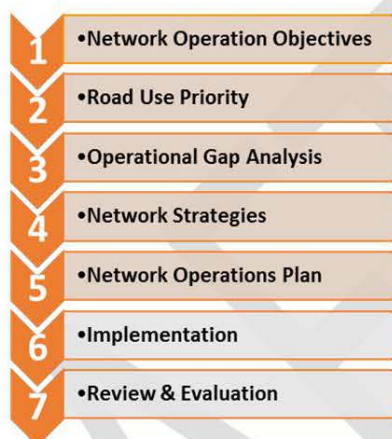 1 •Network Operation Objectives
2 •Road Use Priority
3 •Operational Gap Analysis
4 •Network Strategies
5 •Network Operations Plan
6 •Implementation
7 •Review & Evaluation